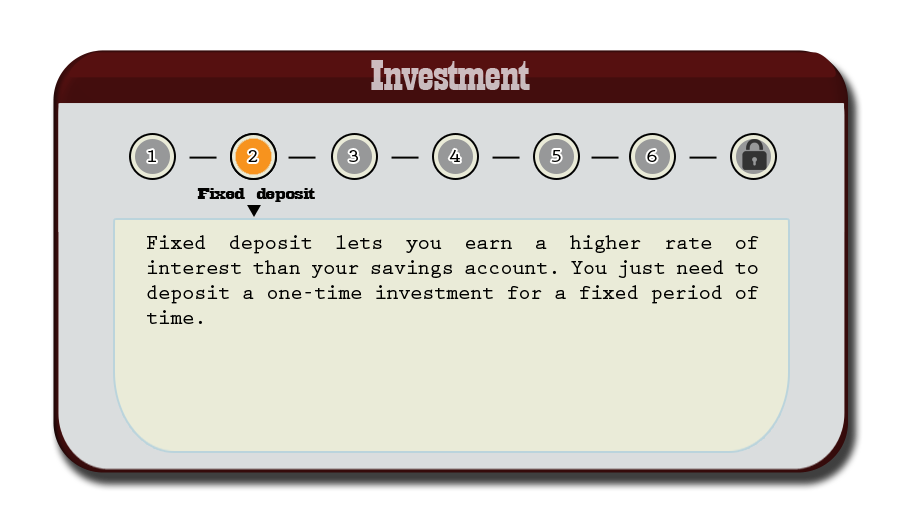 Investment
1 2 3 4 5 6
Fixed deposit
Fixed deposit lets you earn a higher rate of
interest than your savings account. You just need to
deposit a one-time investment for a fixed period of
time.